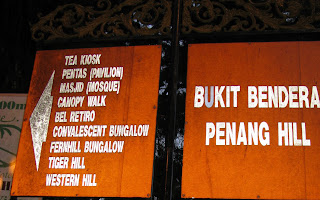 TEA KIOSK
PENTAS (PAVILION)
MASJID (MOSQUE)
CANOPY WALK
BEL RETIRO
CONVALESCENT BUNGALOW
FERNHILL BUNGALOW
TIGER HILL
WESTERN HILL
BUKIT BENDERA
PENANG HILL